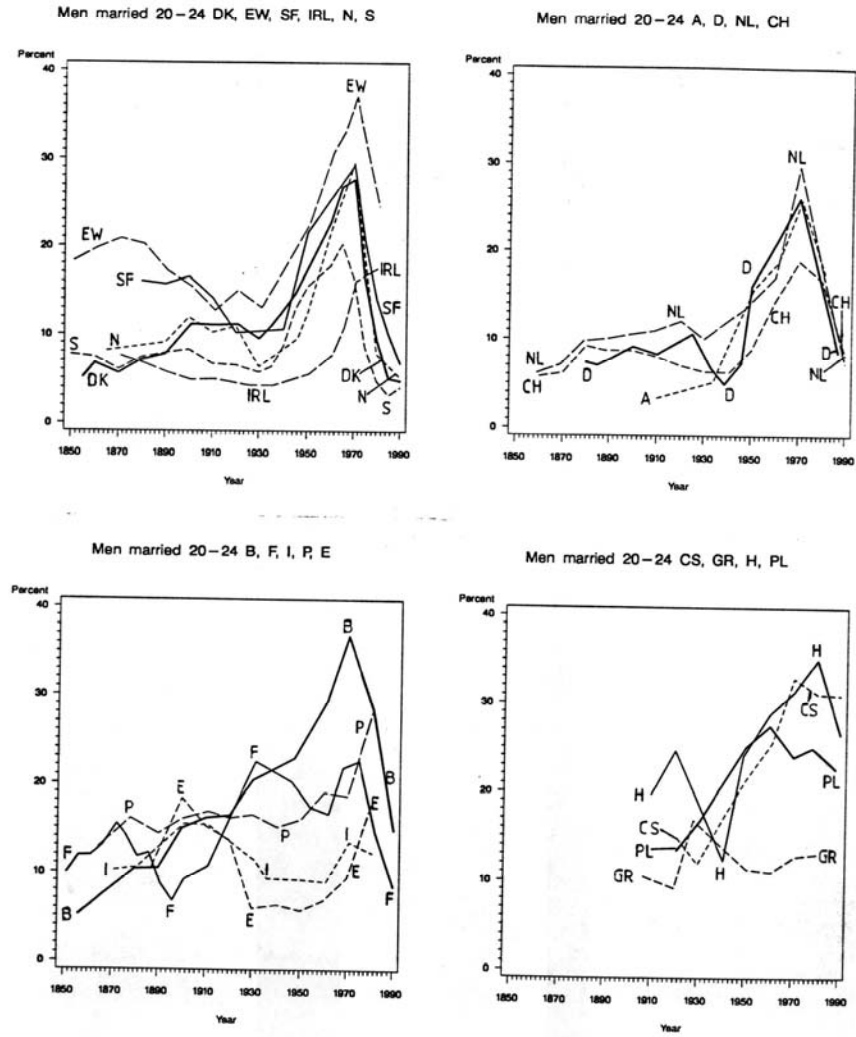 Men married 20-24 DK, EW, SF, IRL, N, S
Percent
40
30
20
10
0
EW
EW
SF
IRL
SF
S
N
DK
IRL
DK
N
S
1850 1870 1890 1910 1930 1950 1970 1990
Year
Men married 20-24 A, D, NL, CH
Percent
40
30
20
10
0
NL
D
NL
CH
CH
NL
D
CH
D
A
D
NL
1850 1870 1890 1910 1930 1950 1970 1990
Year
Men married 20-24 B, F, I, P, E
Percent
40
30
20
10
0
B
P
F
E
P
B
P
E
F
I
I
I
E
B
F
E
F
1850 1870 1890 1910 1930 1950 1970 1990
Year
Men married 20-24 CS, GR, H, PL
Percent
40
30
20
10
0
H
CS
H
PL
CS
PL
GR
GR
H
1850 1870 1890 1910 1930 1950 1970 1990
Year